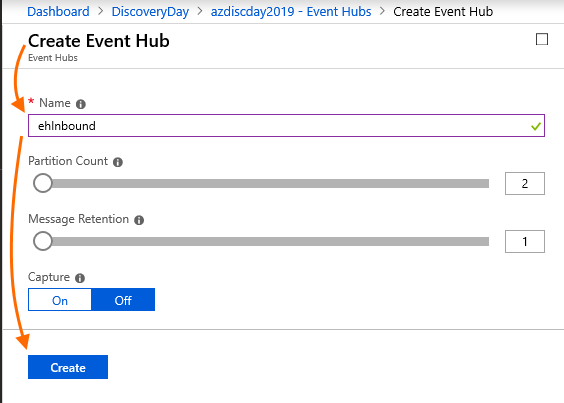 Dashboard > DiscoveryDay > azdiscday2019 - Event Hubs > Create Event Hub
Create Event Hub
Event Hubs
* Name
ehInbound
Partition Count
2
Message Retention
1
Capture
On Off
Create